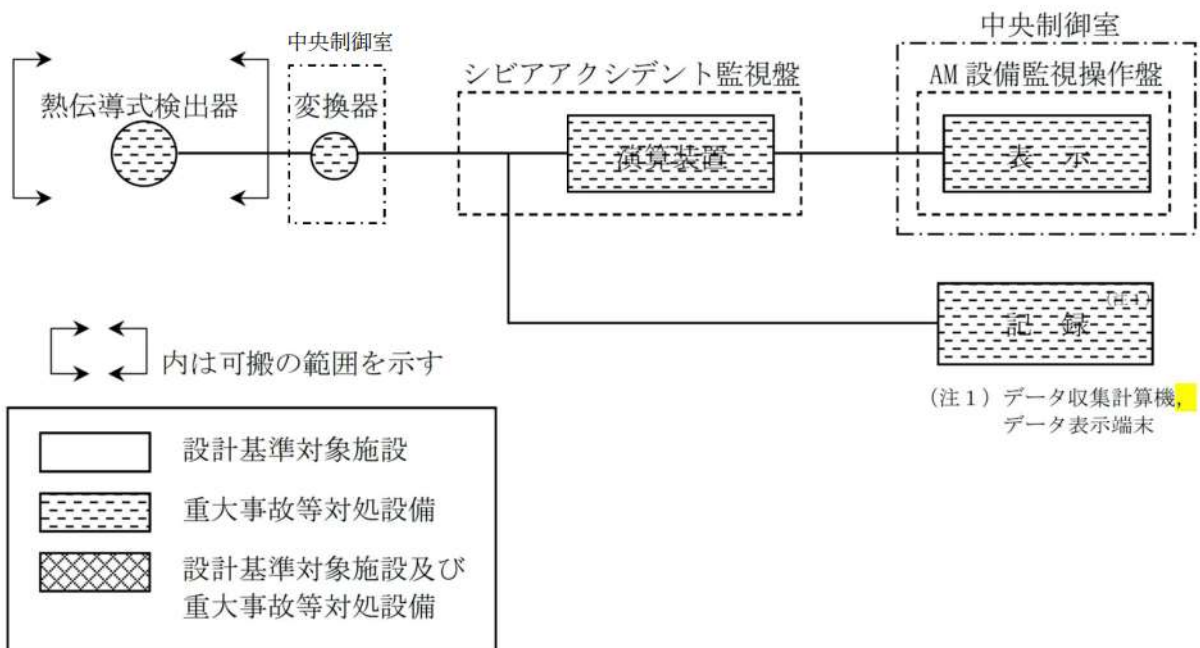 中央制御室
中央制御室
シビアアクシデント監視盤
AM 設備監視操作盤
熱伝導式検出器
変換器
演算装置
表 示
(注1)
記 録
内は可搬の範囲を示す
(注1) データ収集計算機,
データ表示端末
設計基準対象施設
重大事故等対処設備
設計基準対象施設及び
重大事故等対処設備